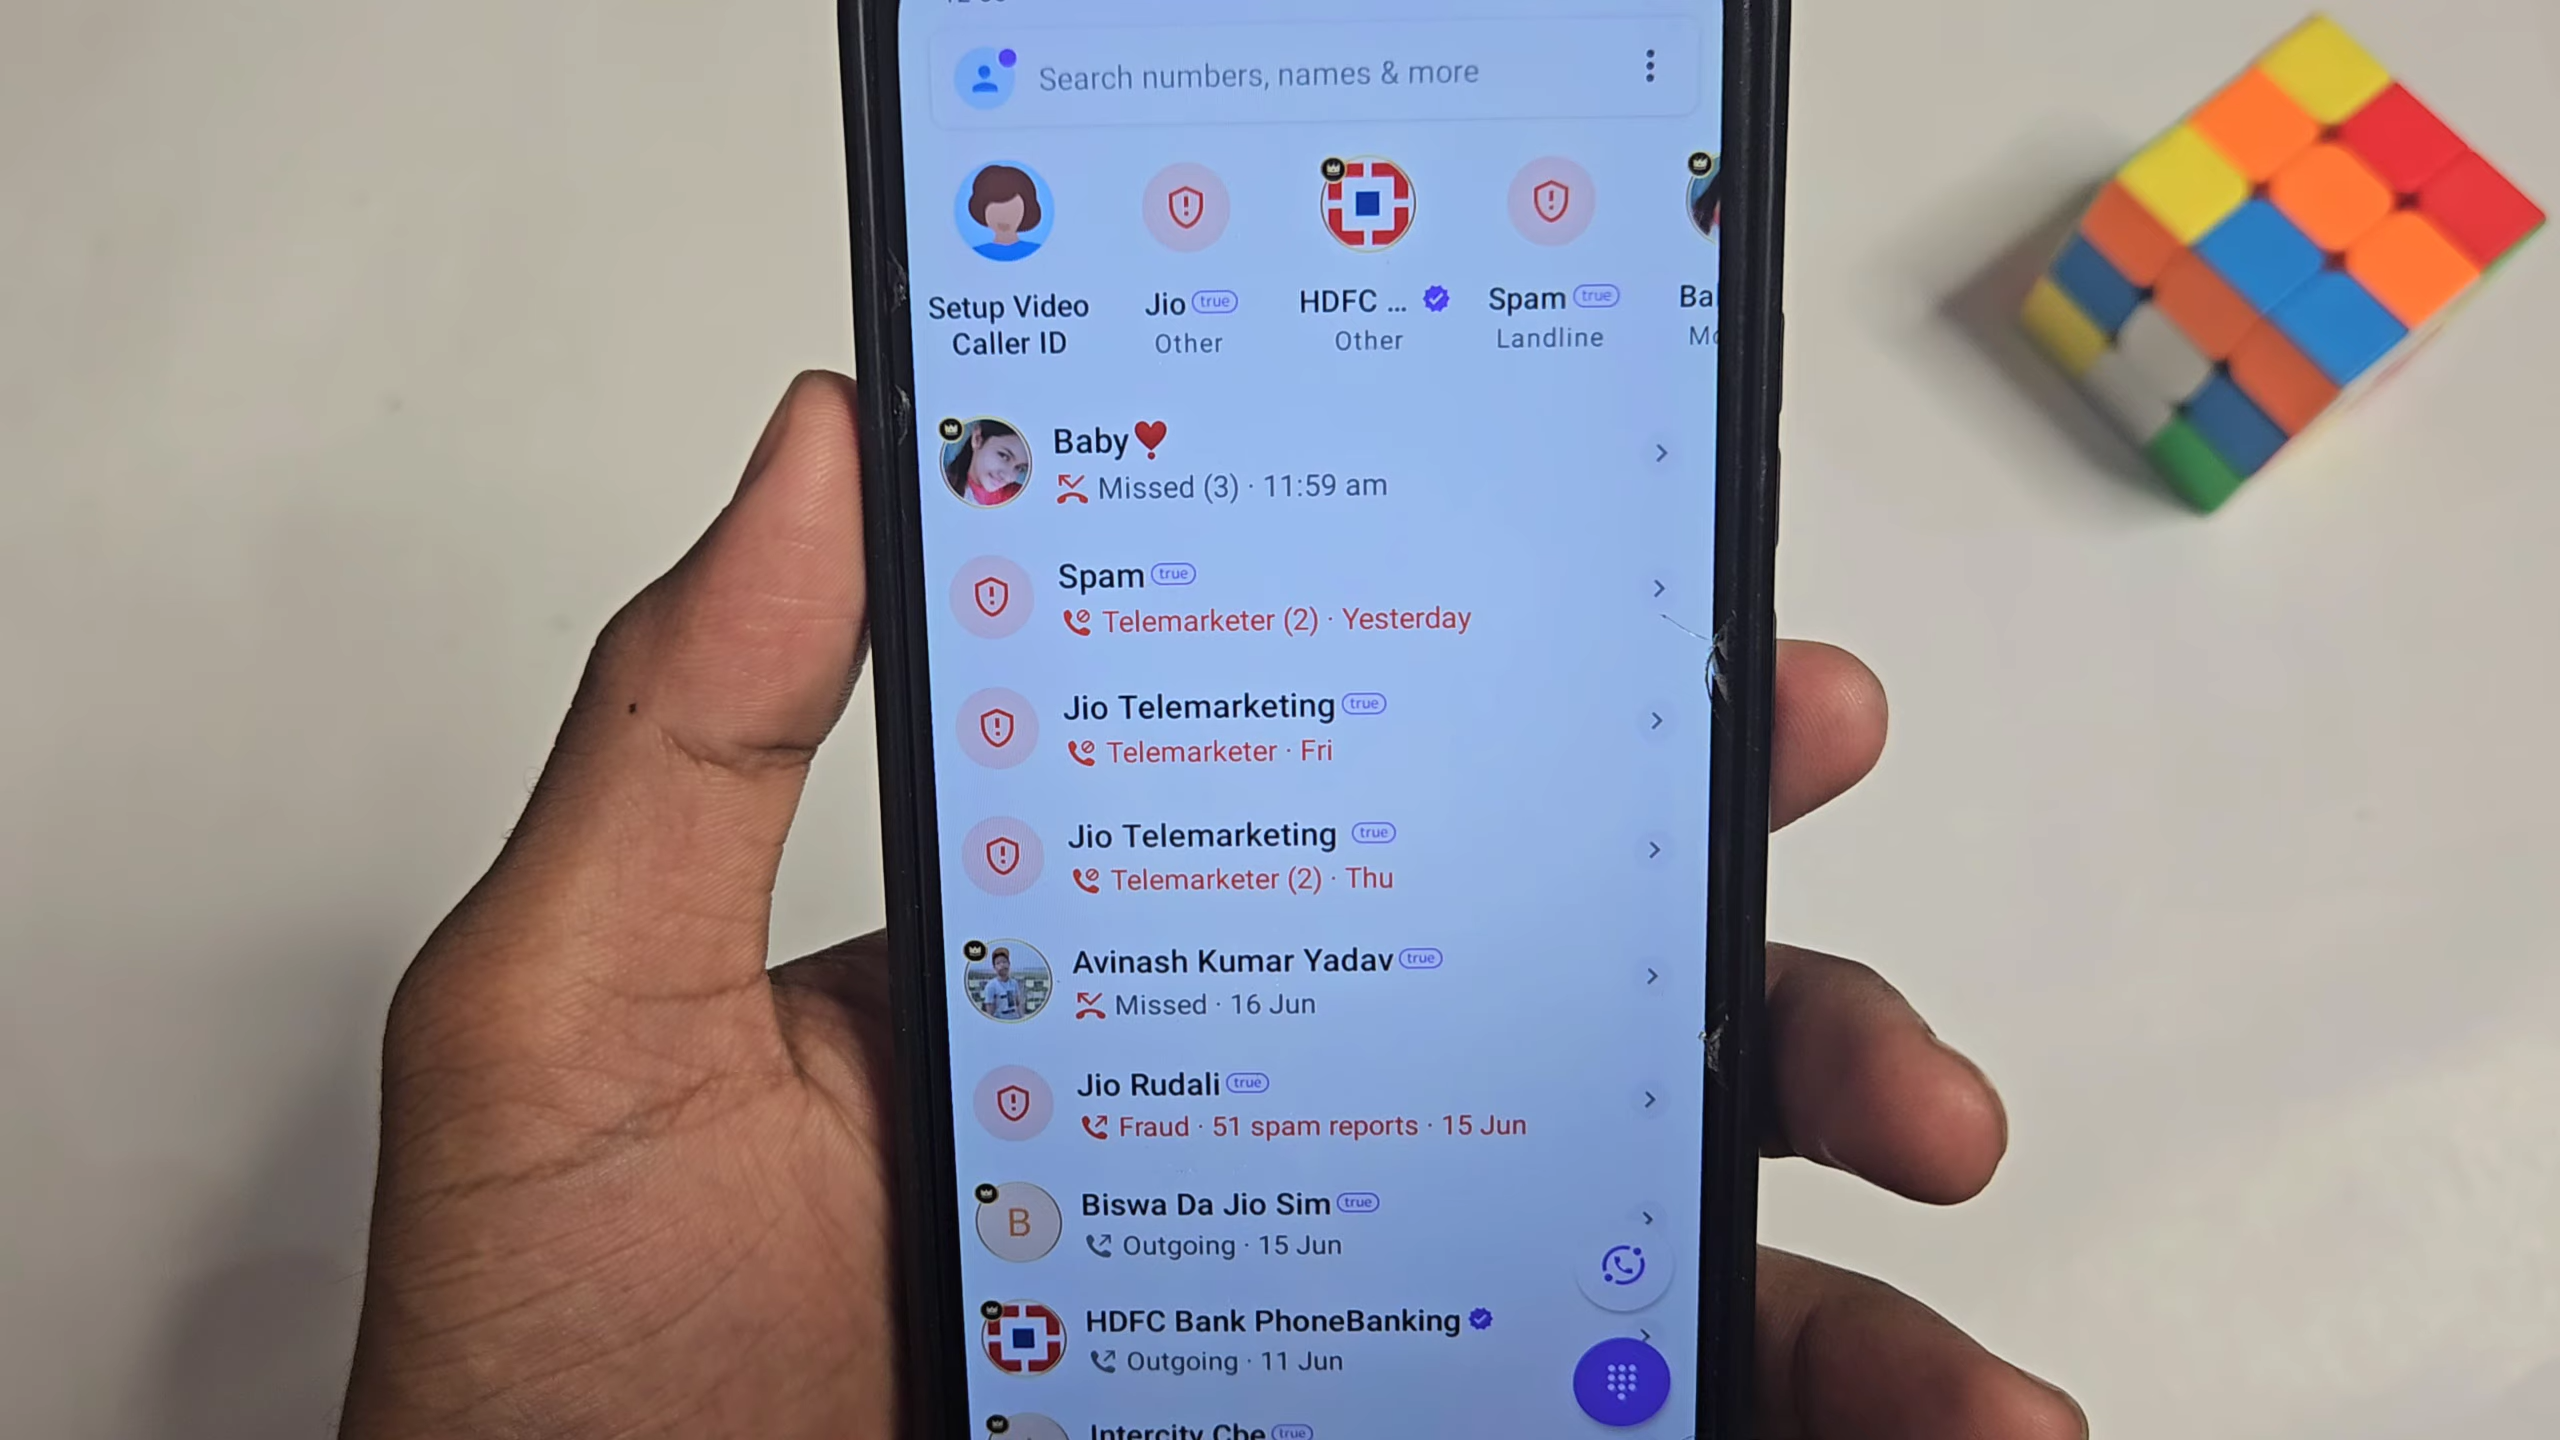 Search numbers, names & more
Setup Video
Caller ID
Jio true
Other
HDFC ...
Other
Spam true
Landline
Baby❣
Missed (3) · 11:59 am
Spam true
Telemarketer (2) · Yesterday
Jio Telemarketing true
Telemarketer · Fri
Jio Telemarketing true
Telemarketer (2) · Thu
Avinash Kumar Yadav true
Missed · 16 Jun
Jio Rudali true
Fraud · 51 spam reports · 15 Jun
B
Biswa Da Jio Sim true
Outgoing · 15 Jun
HDFC Bank PhoneBanking
Outgoing · 11 Jun
Intercity Cbe true